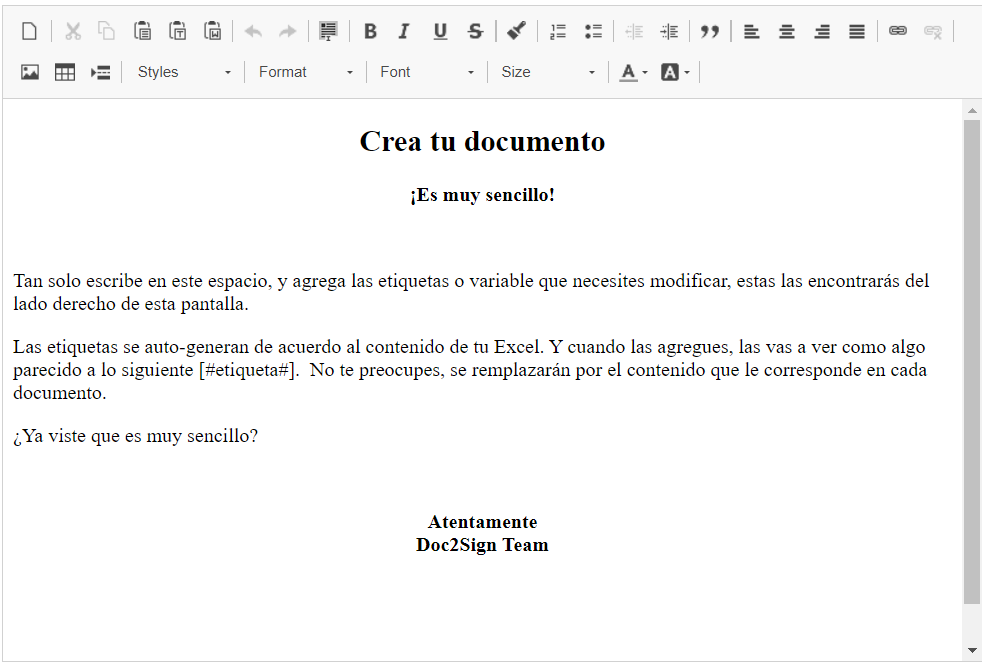 Styles
Format
Font
Size
Crea tu documento
¡Es muy sencillo!
Tan solo escribe en este espacio, y agrega las etiquetas o variable que necesites modificar, estas las encontrarás del
lado derecho de esta pantalla.
Las etiquetas se auto-generan de acuerdo al contenido de tu Excel. Y cuando las agregues, las vas a ver como algo
parecido a lo siguiente [#etiqueta#].  No te preocupes, se remplazarán por el contenido que le corresponde en cada
documento.
¿Ya viste que es muy sencillo?
Atentamente
Doc2Sign Team